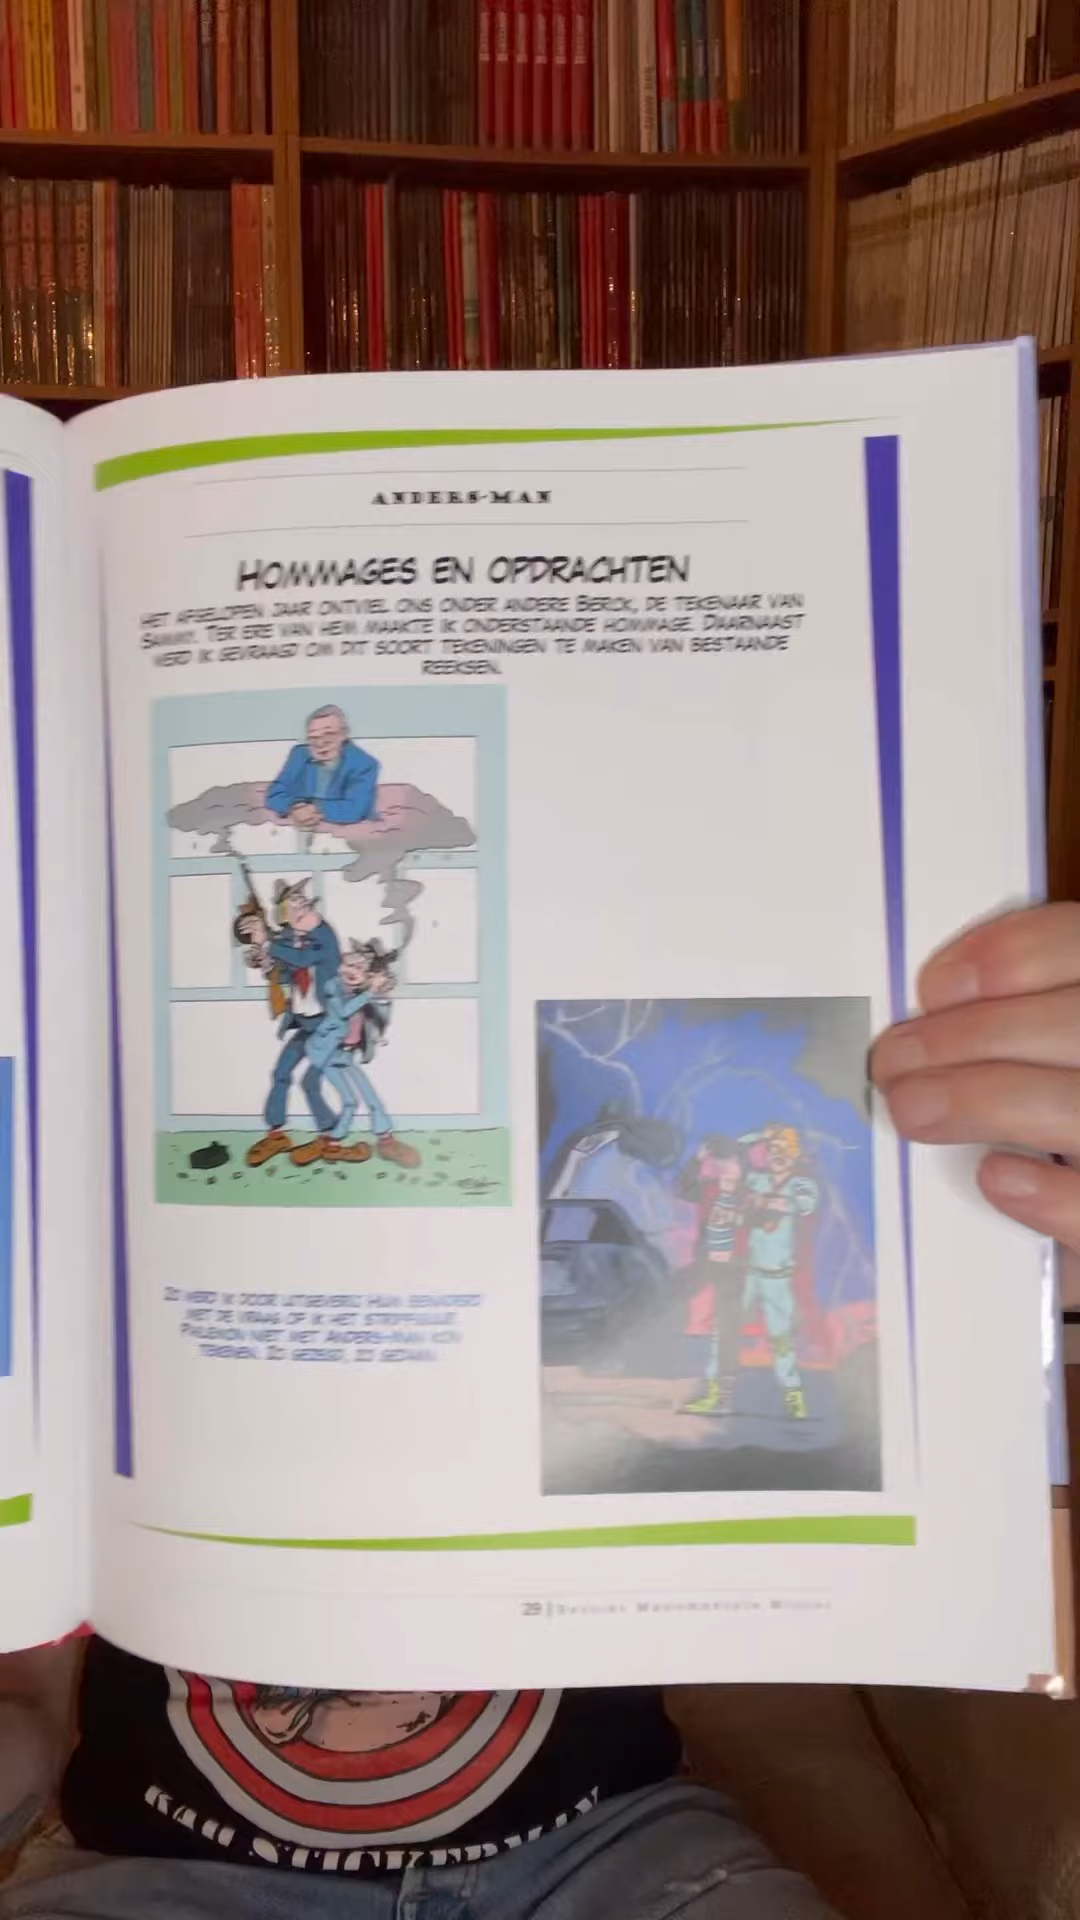 ANDERS-MAN
HOMMAGES EN OPDRACHTEN
HET AFGELOPEN JAAR ONTVIEL ONS ONDER ANDERE BERCK, DE TEKENAAR VAN
SAMMY. TER ERE VAN HEM MAAKTE IK ONDERSTAANDE HOMMAGE. DAARNAAST
WERD IK GEVRAAGD OM DIT SOORT TEKENINGEN TE MAKEN VAN BESTAANDE
REEKSEN.
ZO WERD IK DOOR UITGEVERIJ HUM BENADERD
MET DE VRAAG OF IK HET STRIPFIGUUR
NIET MET ANDERS-MAN KON
TEKENEN. ZO GEZEGD, ZO GEDAAN.
29 | Dossier